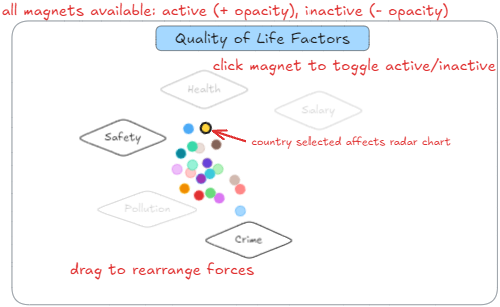 all magnets available: active (+ opacity), inactive (- opacity)
Quality of Life Factors
click magnet to toggle active/inactive
Health
Salary
Safety
country selected affects radar chart
Pollution
Crime
drag to rearrange forces